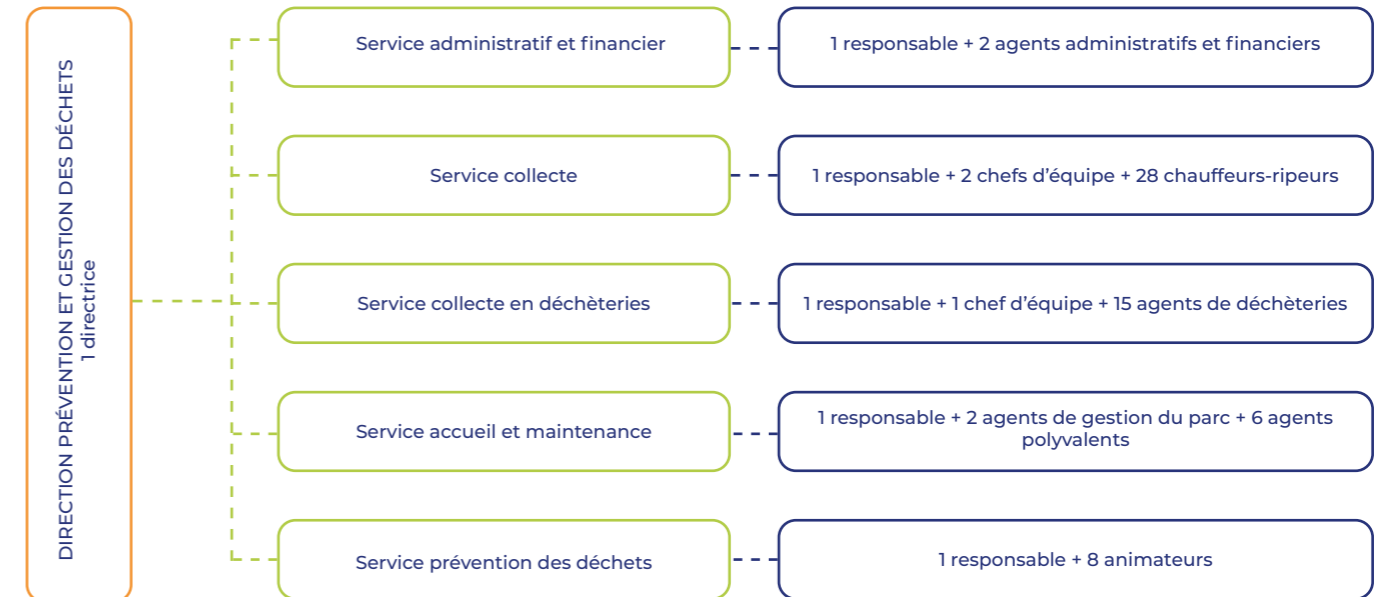 DIRECTION PRÉVENTION ET GESTION DES DÉCHETS
1 directrice
Service administratif et financier
1 responsable + 2 agents administratifs et financiers
Service collecte
1 responsable + 2 chefs d’équipe + 28 chauffeurs-ripeurs
Service collecte en déchèteries
1 responsable + 1 chef d’équipe + 15 agents de déchèteries
Service accueil et maintenance
1 responsable + 2 agents de gestion du parc + 6 agents
polyvalents
Service prévention des déchets
1 responsable + 8 animateurs